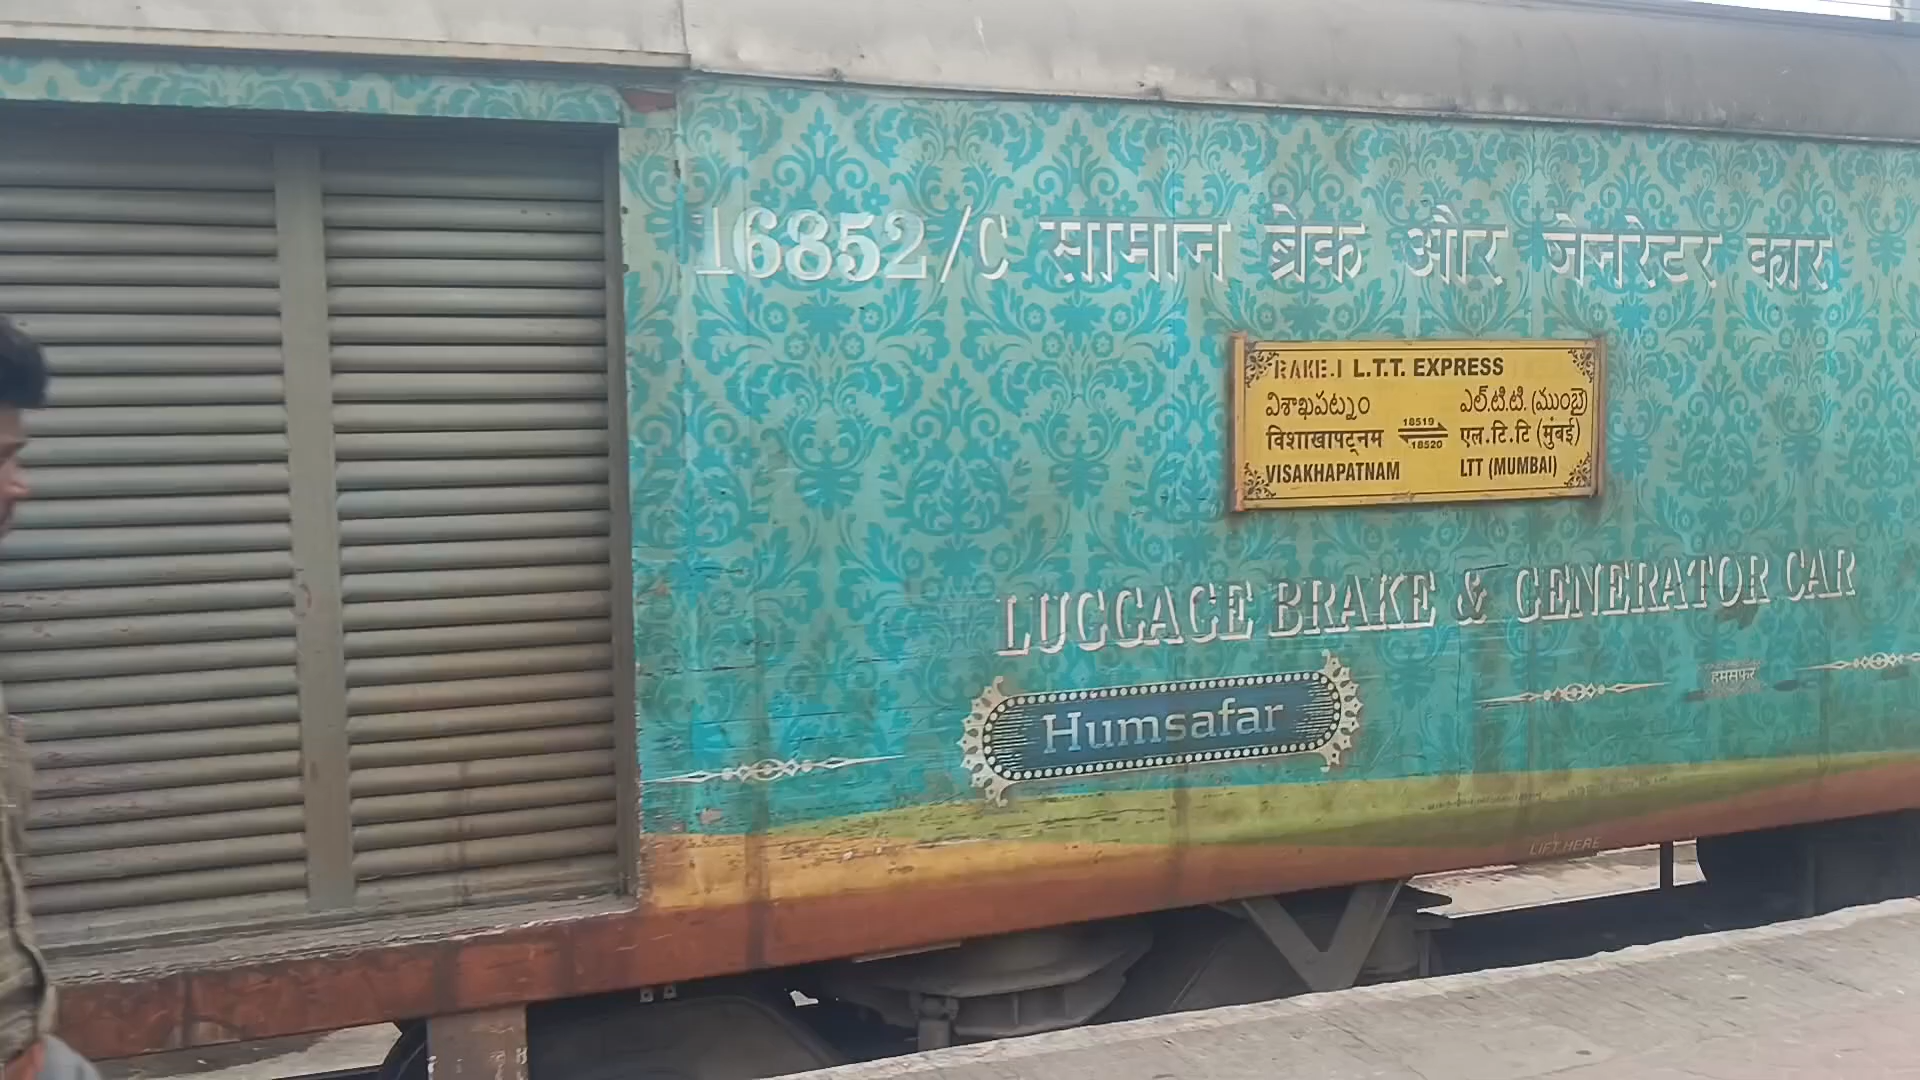 16852/C सामान ब्रेक और जेनरेटर कार
RAKE.I L.T.T. EXPRESS
విశాఖపట్నం ఎల్.టి.టి. (ముంబై)
18519
विशाखापट्नम एल.टि.टि (मुंबई)
18520
VISAKHAPATNAM LTT (MUMBAI)
LUGGAGE BRAKE & GENERATOR CAR
हमसफ़र
Humsafar
LIFT HERE